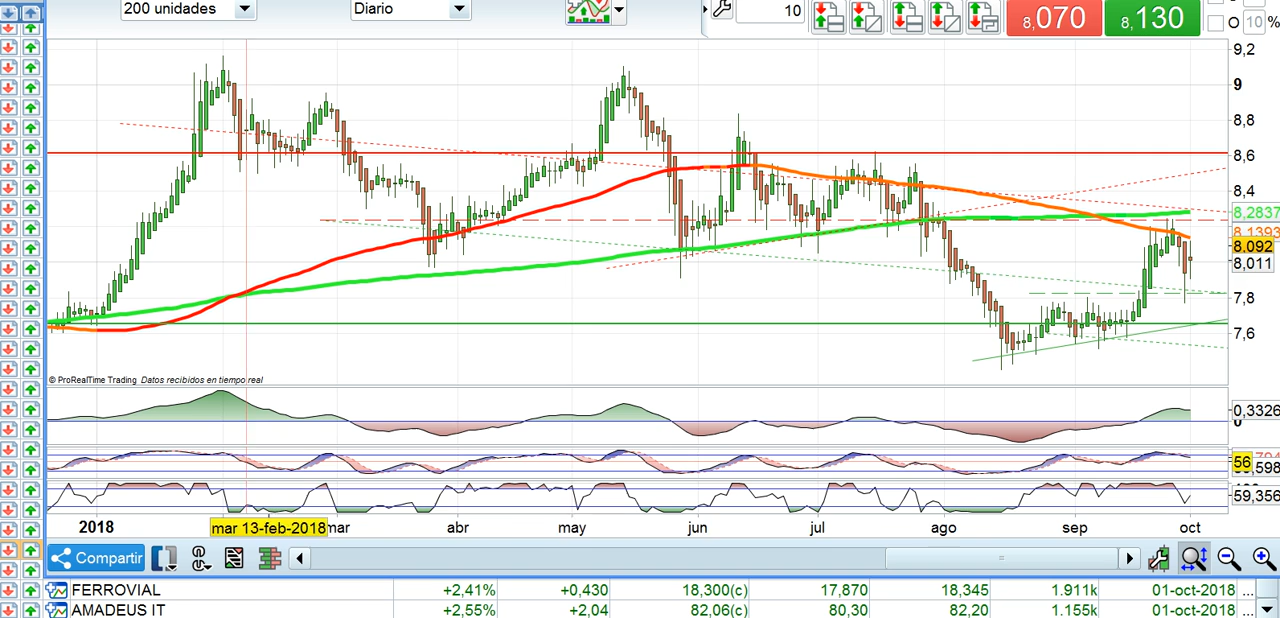 200 unidades Diario 10 8,070 8,130 O 10 %
9,2
9
8,8
8,6
8,4
8,2837
8,1393
8,092
8,011
7,8
7,6
© ProRealTime Trading Datos recibidos en tiempo real
0,3326
0
56
59,356
2018 mar 13-feb-2018 mar abr may jun jul ago sep oct
Compartir
FERROVIAL +2,41% +0,430 18,300(c) 17,870 18,345 1.911k 01-oct-2018 ...
AMADEUS IT +2,55% +2,04 82,06(c) 80,30 82,20 1.155k 01-oct-2018 ...